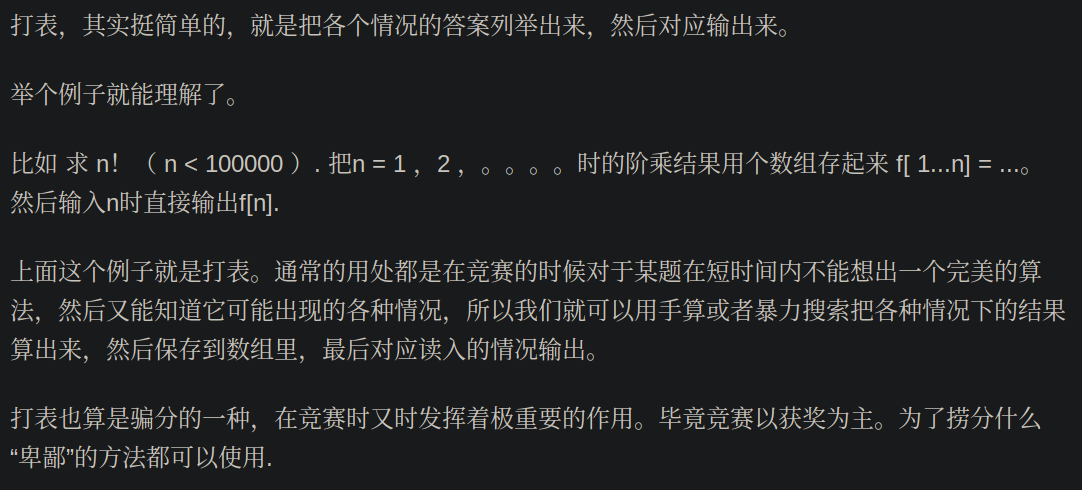 打表，其实挺简单的，就是把各个情况的答案列举出来，然后对应输出来。
举个例子就能理解了。
比如 求 n！（ n < 100000 ）. 把n = 1 ，2 ，。。。。时的阶乘结果用个数组存起来 f[ 1...n] = ...。
然后输入n时直接输出f[n].
上面这个例子就是打表。通常的用处都是在竞赛的时候对于某题在短时间内不能想出一个完美的算
法，然后又能知道它可能出现的各种情况，所以我们就可以用手算或者暴力搜索把各种情况下的结果
算出来，然后保存到数组里，最后对应读入的情况输出。
打表也算是骗分的一种，在竞赛时又时发挥着极重要的作用。毕竟竞赛以获奖为主。为了捞分什么
“卑鄙”的方法都可以使用.